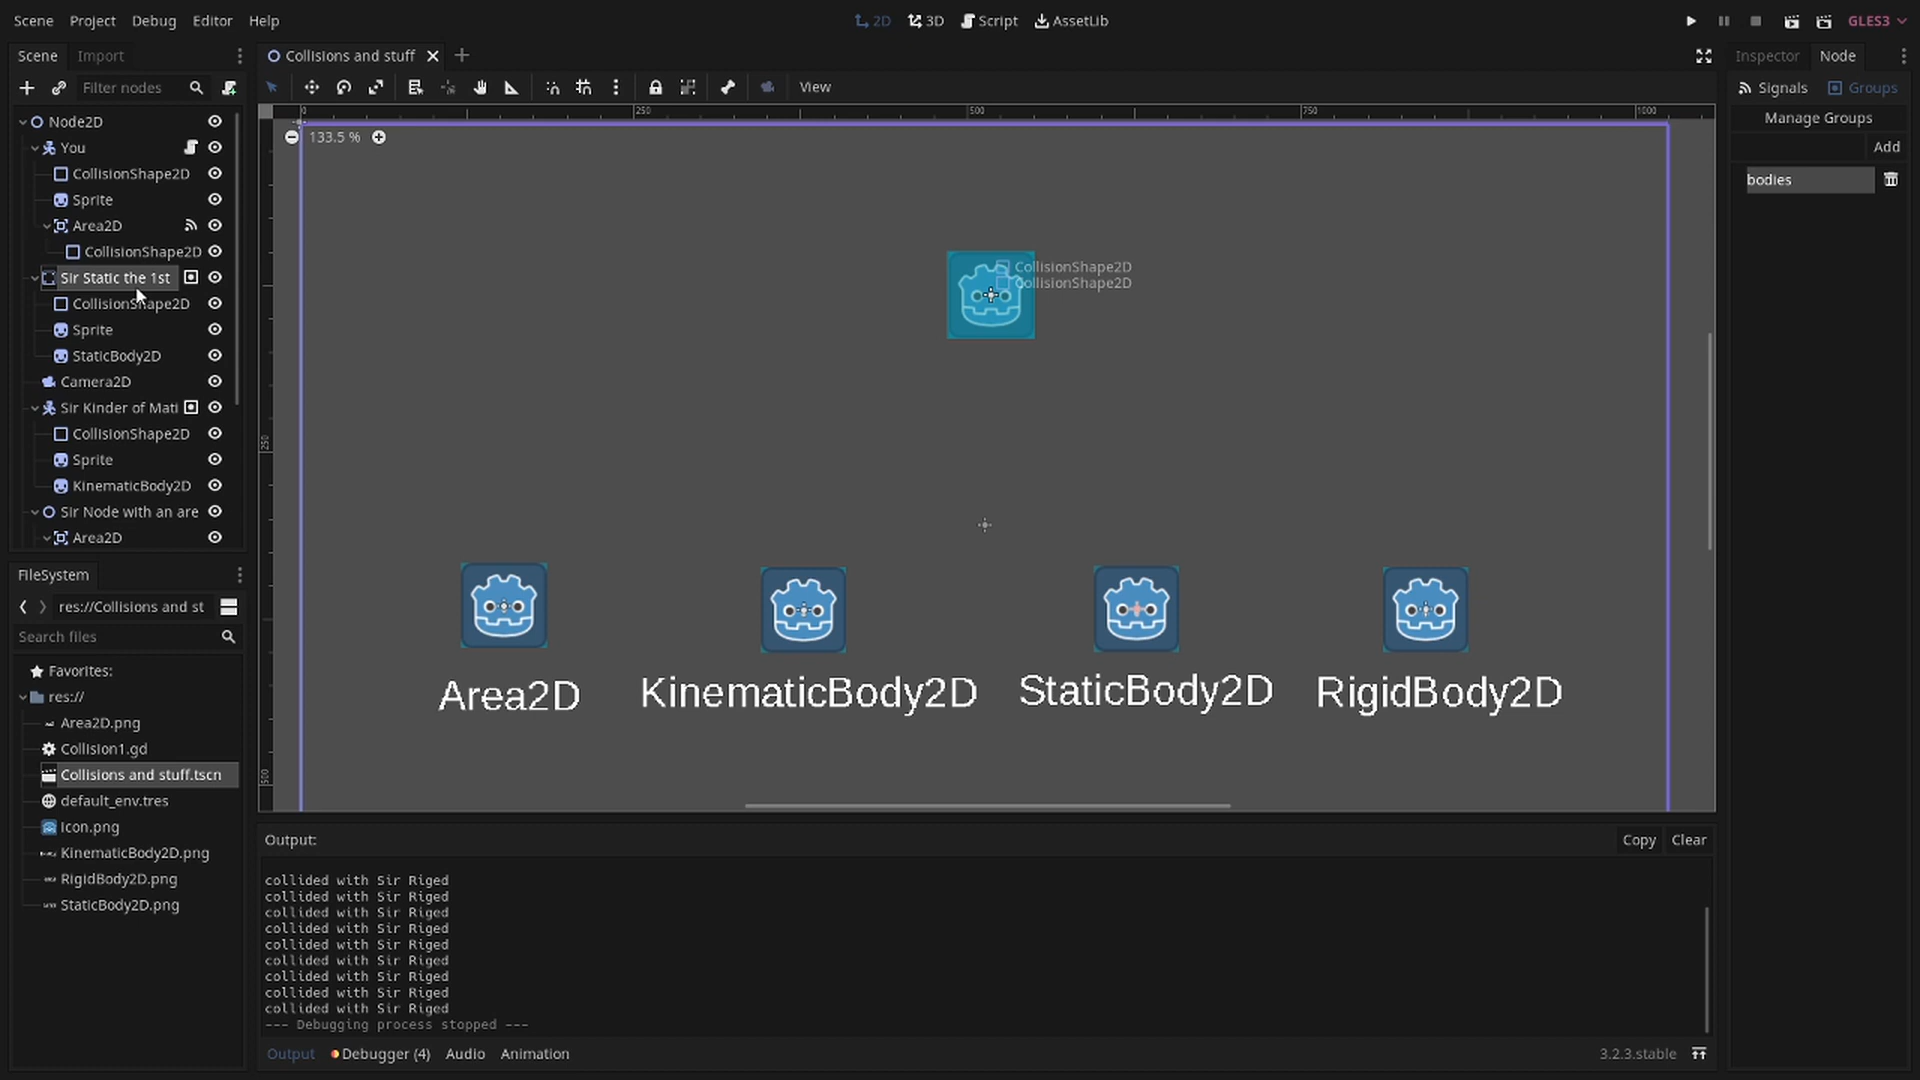 Scene Project Debug Editor Help
2D 3D Script AssetLib
GLES3
Scene Import
Collisions and stuff
Inspector Node
Filter nodes
View
Signals Groups
0 250 500 750 1000
Manage Groups
Add
bodies
133.5 %
Node2D
You
CollisionShape2D
Sprite
Area2D
CollisionShape2D
Sir Static the 1st
CollisionShape2D
Sprite
StaticBody2D
Camera2D
Sir Kinder of Mati
CollisionShape2D
Sprite
KinematicBody2D
Sir Node with an are
Area2D
CollisionShape2D
CollisionShape2D
250
500
Area2D KinematicBody2D StaticBody2D RigidBody2D
FileSystem
res://Collisions and st
Search files
Favorites:
res://
Area2D.png
Collision1.gd
Collisions and stuff.tscn
default_env.tres
Icon.png
KinematicBody2D.png
RigidBody2D.png
StaticBody2D.png
Output:
Copy Clear
collided with Sir Riged
collided with Sir Riged
collided with Sir Riged
collided with Sir Riged
collided with Sir Riged
collided with Sir Riged
collided with Sir Riged
collided with Sir Riged
collided with Sir Riged
--- Debugging process stopped ---
Output Debugger (4) Audio Animation
3.2.3.stable